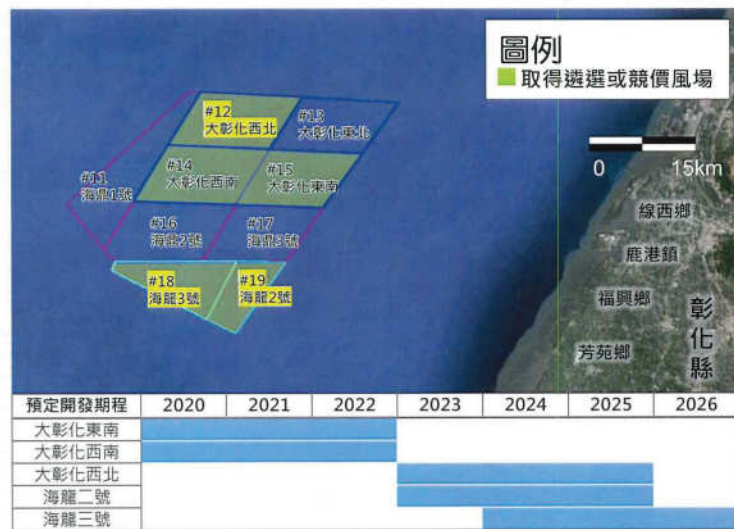 圖例
取得遴選或競價風場
#12
大彰化西北
#13
大彰化東北
#14
大彰化西南
#15
大彰化東南
#11
海鼎1號
#16
海鼎2號
#17
海鼎3號
#18
海龍3號
#19
海龍2號
0 15km
線西鄉
鹿港鎮
福興鄉
芳苑鄉
彰化縣
預定開發期程 2020 2021 2022 2023 2024 2025 2026
大彰化東南
大彰化西南
大彰化西北
海龍二號
海龍三號